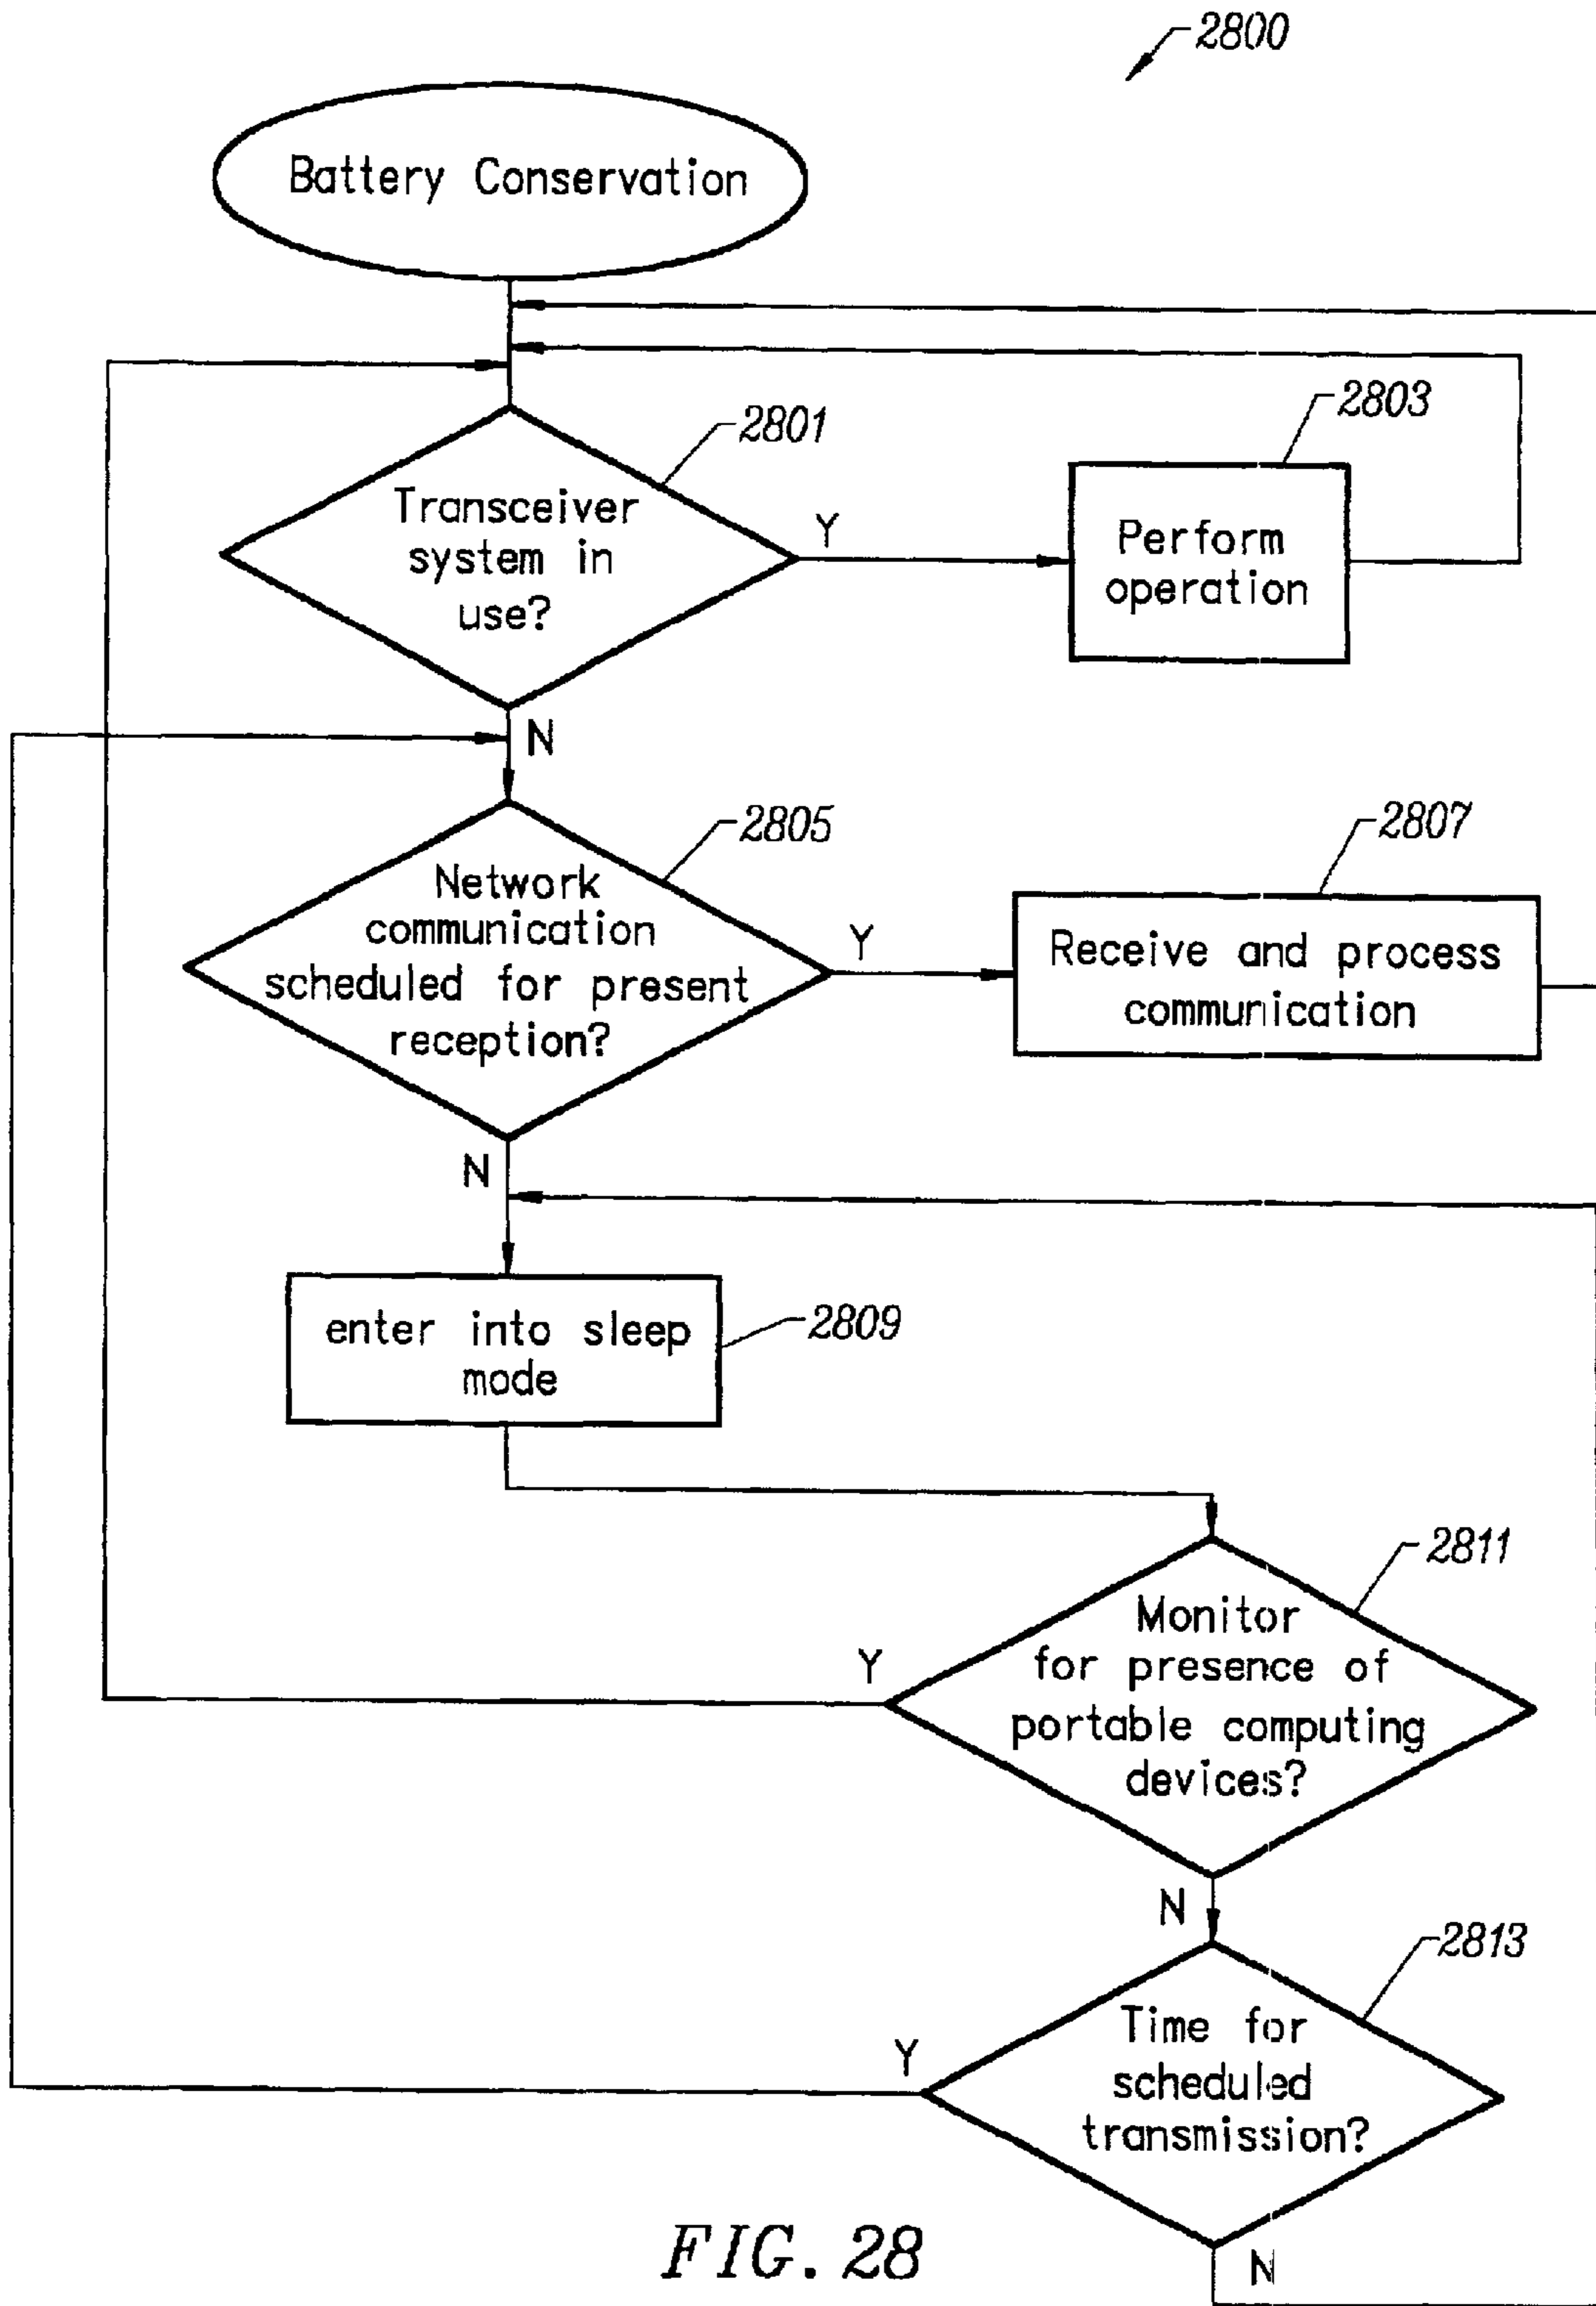 2800
Battery Conservation
2801
2803
Transceiver
system in
use?
Y
Perform
operation
N
2805
2807
Network
communication
scheduled for present
reception?
Y
Receive and process
communication
N
enter into sleep
mode
2809
2811
Monitor
for presence of
portable computing
devices?
Y
N
2813
Time for
scheduled
transmission?
Y
N
FIG. 28